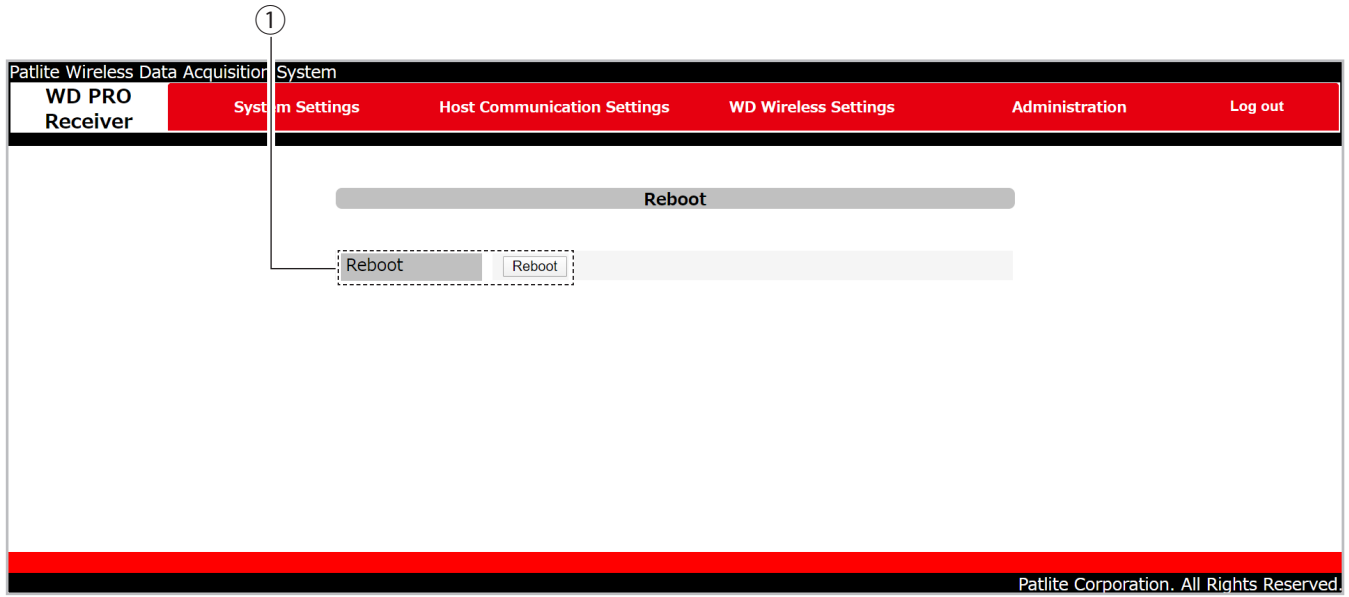 ①
Patlite Wireless Data Acquisition System
WD PRO
Receiver
System Settings
Host Communication Settings
WD Wireless Settings
Administration
Log out
Reboot
Reboot
Reboot
Patlite Corporation. All Rights Reserved.